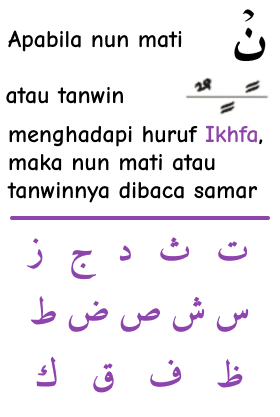 Apabila nun mati نْ
atau tanwin ـًـ ـٍـ ـٌـ
menghadapi huruf Ikhfa,
maka nun mati atau
tanwinnya dibaca samar
ت ث د ج ز
س ش ص ض ط
ظ ف ق ك